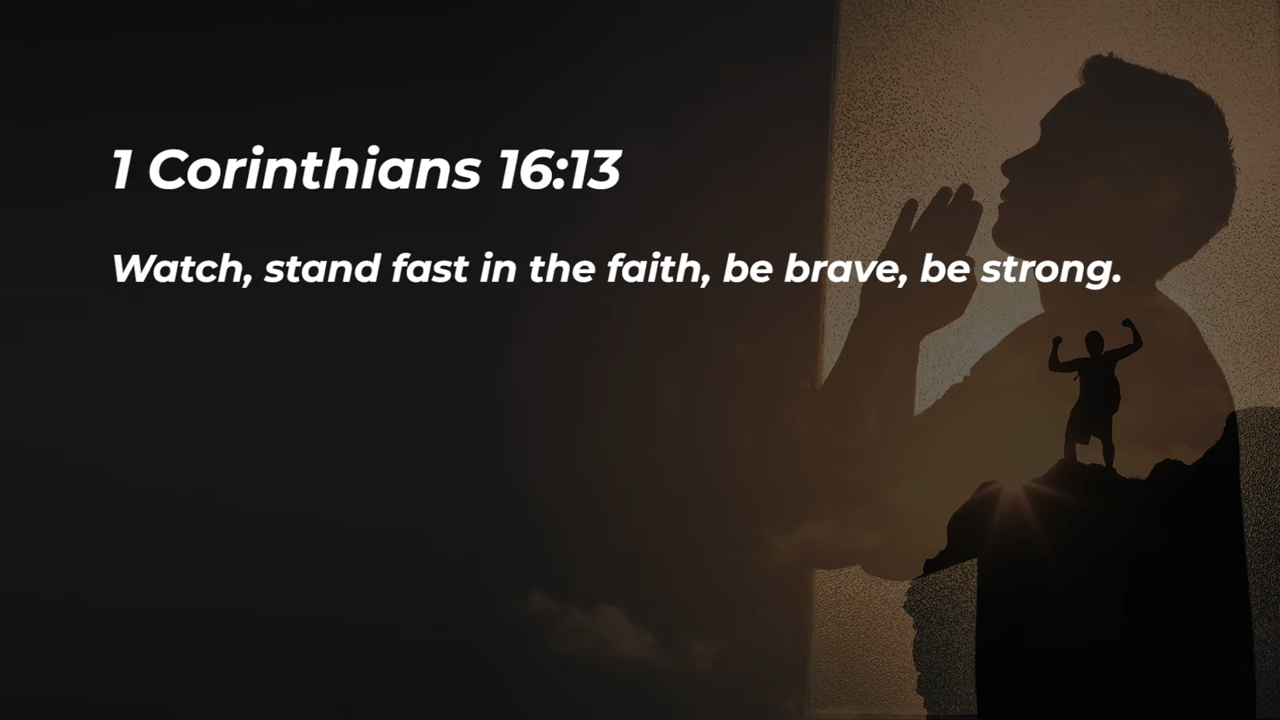 1 Corinthians 16:13
Watch, stand fast in the faith, be brave, be strong.